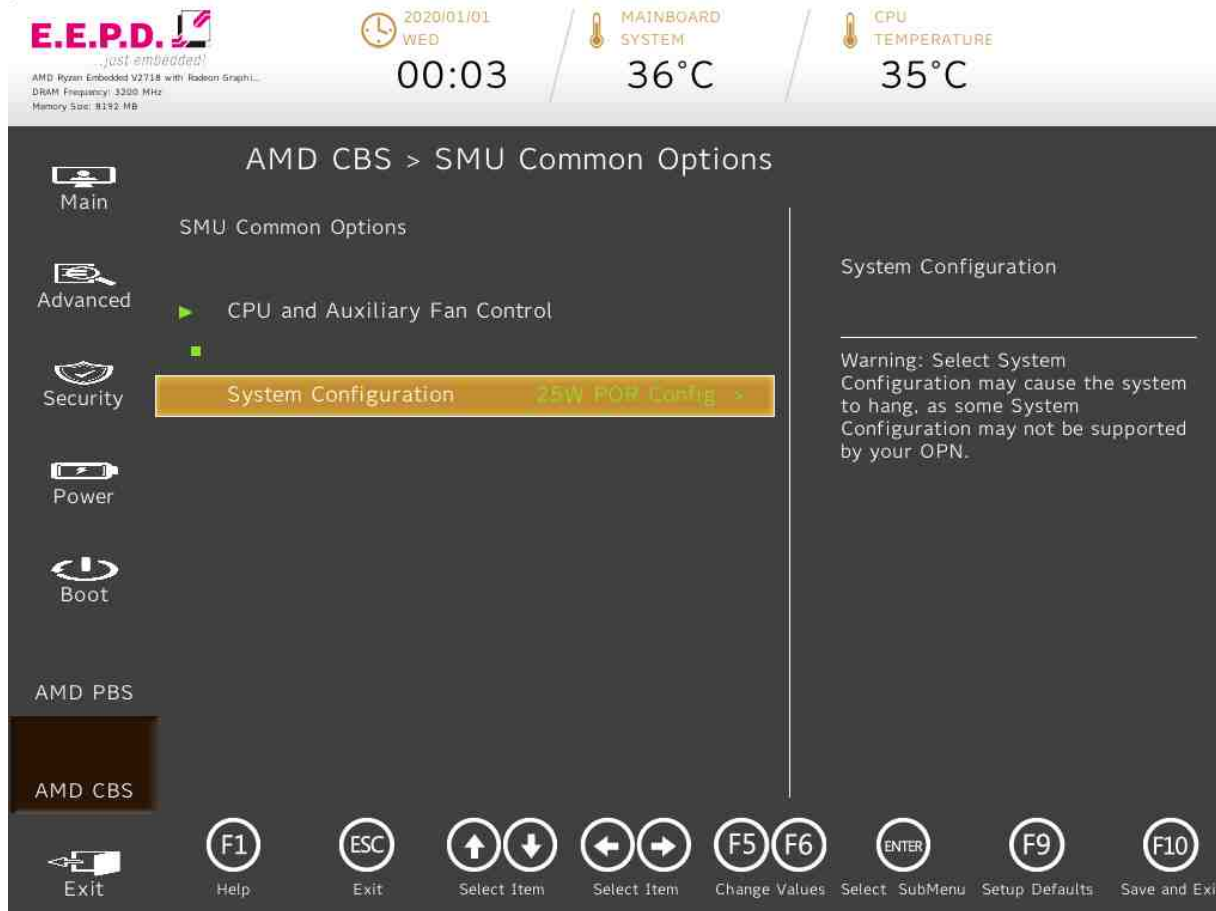 E.E.P.D.
...just embedded!
AMD Ryzen Embedded V2718 with Radeon Graphi...
DRAM Frequency: 3200 MHz
Memory Size: 8192 MB
2020/01/01
WED
00:03
MAINBOARD
SYSTEM
36°C
CPU
TEMPERATURE
35°C
AMD CBS > SMU Common Options
Main
Advanced
Security
Power
Boot
AMD PBS
AMD CBS
Exit
SMU Common Options
CPU and Auxiliary Fan Control
System Configuration 25W POR Config >
System Configuration
Warning: Select System
Configuration may cause the system
to hang, as some System
Configuration may not be supported
by your OPN.
F1
Help
ESC
Exit
Select Item
Select Item
F5 F6
Change Values
ENTER
Select SubMenu
F9
Setup Defaults
F10
Save and Exi